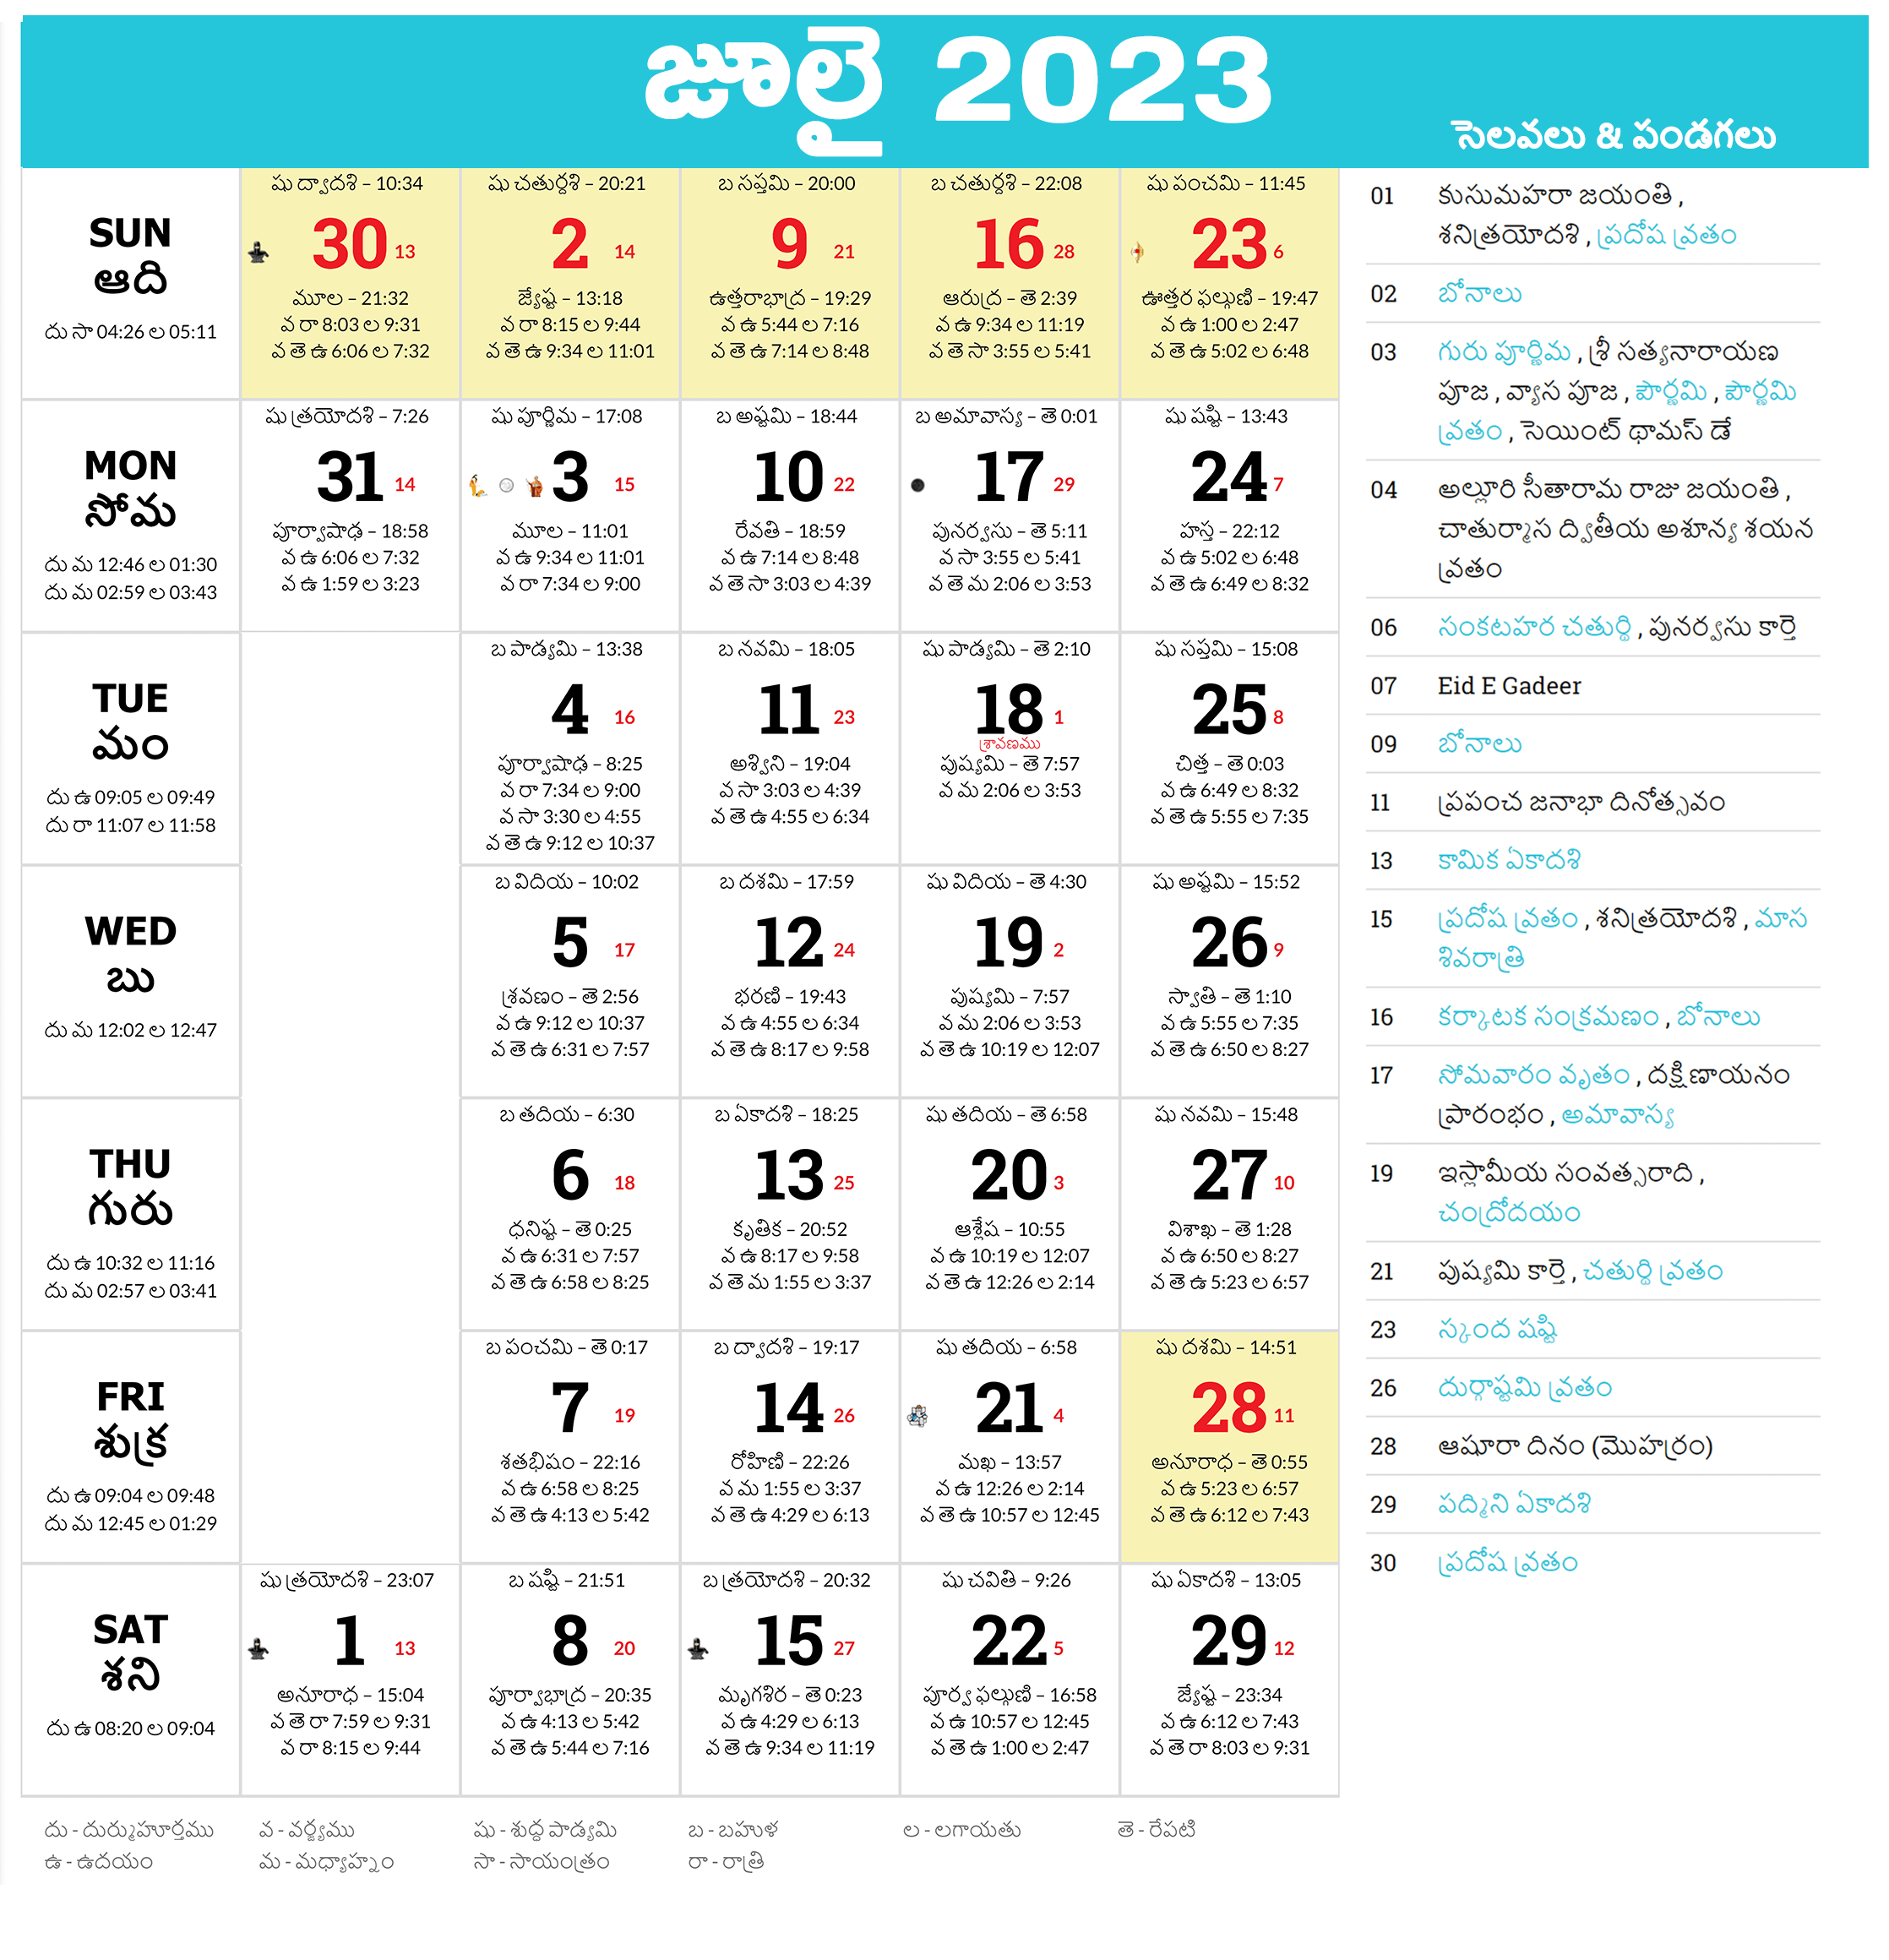 జూలై 2023
సెలవలు & పండగలు
SUN
ఆది
దు సా 04:26 ల 05:11
షు ద్వాదశి – 10:34
30 13
మూల – 21:32
వ రా 8:03 ల 9:31
వ తె ఉ 6:06 ల 7:32
షు చతుర్దశి – 20:21
2 14
జ్యేష్ట – 13:18
వ రా 8:15 ల 9:44
వ తె ఉ 9:34 ల 11:01
బ సప్తమి – 20:00
9 21
ఉత్తరాభాద్ర – 19:29
వ ఉ 5:44 ల 7:16
వ తె ఉ 7:14 ల 8:48
బ చతుర్దశి – 22:08
16 28
ఆరుద్ర – తె 2:39
వ ఉ 9:34 ల 11:19
వ తె సా 3:55 ల 5:41
షు పంచమి – 11:45
23 6
ఊత్తర ఫల్గుణి – 19:47
వ ఉ 1:00 ల 2:47
వ తె ఉ 5:02 ల 6:48
MON
సోమ
దు మ 12:46 ల 01:30
దు మ 02:59 ల 03:43
షు త్రయోదశి – 7:26
31 14
పూర్వాషాఢ – 18:58
వ ఉ 6:06 ల 7:32
వ ఉ 1:59 ల 3:23
షు పూర్ణిమ – 17:08
3 15
మూల – 11:01
వ ఉ 9:34 ల 11:01
వ రా 7:34 ల 9:00
బ అష్టమి – 18:44
10 22
రేవతి – 18:59
వ ఉ 7:14 ల 8:48
వ తె సా 3:03 ల 4:39
బ అమావాస్య – తె 0:01
17 29
పునర్వసు – తె 5:11
వ సా 3:55 ల 5:41
వ తె మ 2:06 ల 3:53
షు షష్టి – 13:43
24 7
హస్త – 22:12
వ ఉ 5:02 ల 6:48
వ తె ఉ 6:49 ల 8:32
TUE
మం
దు ఉ 09:05 ల 09:49
దు రా 11:07 ల 11:58
బ పాడ్యమి – 13:38
4 16
పూర్వాషాఢ – 8:25
వ రా 7:34 ల 9:00
వ సా 3:30 ల 4:55
వ తె ఉ 9:12 ల 10:37
బ నవమి – 18:05
11 23
అశ్విని – 19:04
వ సా 3:03 ల 4:39
వ తె ఉ 4:55 ల 6:34
షు పాడ్యమి – తె 2:10
18 1
శ్రావణము
పుష్యమి – తె 7:57
వ మ 2:06 ల 3:53
షు సప్తమి – 15:08
25 8
చిత్త – తె 0:03
వ ఉ 6:49 ల 8:32
వ తె ఉ 5:55 ల 7:35
WED
బు
దు మ 12:02 ల 12:47
బ విదియ – 10:02
5 17
శ్రవణం – తె 2:56
వ ఉ 9:12 ల 10:37
వ తె ఉ 6:31 ల 7:57
బ దశమి – 17:59
12 24
భరణి – 19:43
వ ఉ 4:55 ల 6:34
వ తె ఉ 8:17 ల 9:58
షు విదియ – తె 4:30
19 2
పుష్యమి – 7:57
వ మ 2:06 ల 3:53
వ తె ఉ 10:19 ల 12:07
షు అష్టమి – 15:52
26 9
స్వాతి – తె 1:10
వ ఉ 5:55 ల 7:35
వ తె ఉ 6:50 ల 8:27
THU
గురు
దు ఉ 10:32 ల 11:16
దు మ 02:57 ల 03:41
బ తదియ – 6:30
6 18
ధనిష్ట – తె 0:25
వ ఉ 6:31 ల 7:57
వ తె ఉ 6:58 ల 8:25
బ ఏకాదశి – 18:25
13 25
కృతిక – 20:52
వ ఉ 8:17 ల 9:58
వ తె మ 1:55 ల 3:37
షు తదియ – తె 6:58
20 3
ఆశ్లేష – 10:55
వ ఉ 10:19 ల 12:07
వ తె ఉ 12:26 ల 2:14
షు నవమి – 15:48
27 10
విశాఖ – తె 1:28
వ ఉ 6:50 ల 8:27
వ తె ఉ 5:23 ల 6:57
FRI
శుక్ర
దు ఉ 09:04 ల 09:48
దు మ 12:45 ల 01:29
బ పంచమి – తె 0:17
7 19
శతభిషం – 22:16
వ ఉ 6:58 ల 8:25
వ తె ఉ 4:13 ల 5:42
బ ద్వాదశి – 19:17
14 26
రోహిణి – 22:26
వ మ 1:55 ల 3:37
వ తె ఉ 4:29 ల 6:13
షు తదియ – 6:58
21 4
మఖ – 13:57
వ ఉ 12:26 ల 2:14
వ తె ఉ 10:57 ల 12:45
షు దశమి – 14:51
28 11
అనూరాధ – తె 0:55
వ ఉ 5:23 ల 6:57
వ తె ఉ 6:12 ల 7:43
SAT
శని
దు ఉ 08:20 ల 09:04
షు త్రయోదశి – 23:07
1 13
అనూరాధ – 15:04
వ తె రా 7:59 ల 9:31
వ రా 8:15 ల 9:44
బ షష్టి – 21:51
8 20
పూర్వాభాద్ర – 20:35
వ ఉ 4:13 ల 5:42
వ తె ఉ 5:44 ల 7:16
బ త్రయోదశి – 20:32
15 27
మృగశిర – తె 0:23
వ ఉ 4:29 ల 6:13
వ తె ఉ 9:34 ల 11:19
షు చవితి – 9:26
22 5
పూర్వ ఫల్గుణి – 16:58
వ ఉ 10:57 ల 12:45
వ తె ఉ 1:00 ల 2:47
షు ఏకాదశి – 13:05
29 12
జ్యేష్ట – 23:34
వ ఉ 6:12 ల 7:43
వ తె రా 8:03 ల 9:31
01 కుసుమహరా జయంతి ,
శనిత్రయోదశి , ప్రదోష వ్రతం
02 బోనాలు
03 గురు పూర్ణిమ , శ్రీ సత్యనారాయణ
పూజ , వ్యాస పూజ , పౌర్ణమి , పౌర్ణమి
వ్రతం , సెయింట్ థామస్ డే
04 అల్లూరి సీతారామ రాజు జయంతి ,
చాతుర్మాస ద్వితీయ అశూన్య శయన
వ్రతం
06 సంకటహర చతుర్థి , పునర్వసు కార్తె
07 Eid E Gadeer
09 బోనాలు
11 ప్రపంచ జనాభా దినోత్సవం
13 కామిక ఏకాదశి
15 ప్రదోష వ్రతం , శనిత్రయోదశి , మాస
శివరాత్రి
16 కర్కాటక సంక్రమణం , బోనాలు
17 సోమవారం వృతం , దక్షిణాయనం
ప్రారంభం , అమావాస్య
19 ఇస్లామీయ సంవత్సరాది ,
చంద్రోదయం
21 పుష్యమి కార్తె , చతుర్థి వ్రతం
23 స్కంద షష్టి
26 దుర్గాష్టమి వ్రతం
28 ఆషూరా దినం (మొహర్రం)
29 పద్మిని ఏకాదశి
30 ప్రదోష వ్రతం
దు - దుర్ముహూర్తము వ - వర్జ్యము షు - శుద్ధ పాడ్యమి బ - బహుళ ల - లగాయతు తె - రేపటి
ఉ - ఉదయం మ - మధ్యాహ్నం సా - సాయంత్రం రా - రాత్రి